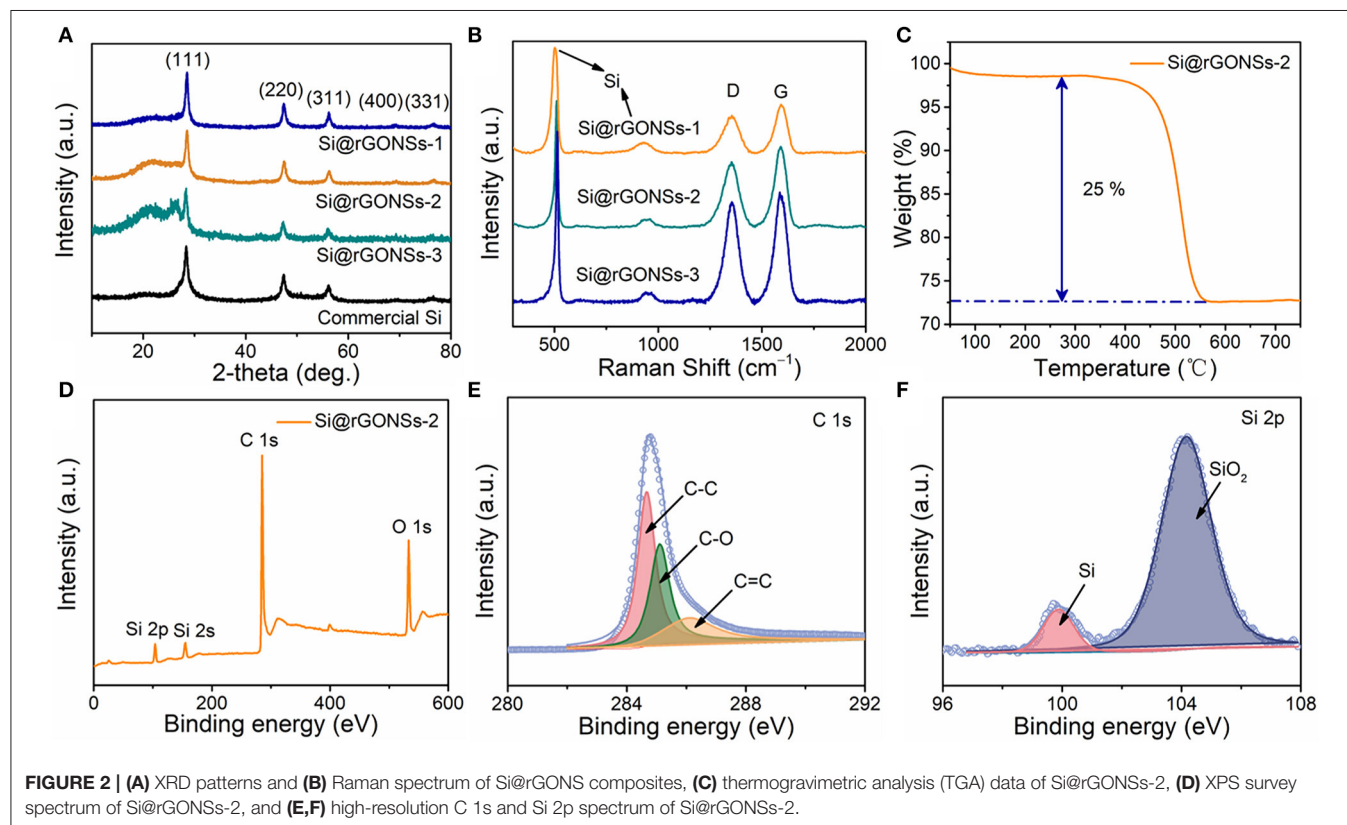 A
(111)
(220)
(311)
(400)
(331)
Si@rGONSs-1
Si@rGONSs-2
Si@rGONSs-3
Commercial Si
Intensity (a.u.)
20 40 60 80
2-theta (deg.)
B
Si
D
G
Si@rGONSs-1
Si@rGONSs-2
Si@rGONSs-3
Intensity (a.u.)
500 1000 1500 2000
Raman Shift (cm⁻¹)
C
Si@rGONSs-2
25 %
Weight (%)
100
95
90
85
80
75
70
100 200 300 400 500 600 700
Temperature (℃)
D
Si@rGONSs-2
C 1s
O 1s
Si 2p
Si 2s
Intensity (a.u.)
0 200 400 600
Binding energy (eV)
E
C 1s
C-C
C-O
C=C
Intensity (a.u.)
280 284 288 292
Binding energy (eV)
F
Si 2p
SiO₂
Si
Intensity (a.u.)
96 100 104 108
Binding energy (eV)
FIGURE 2 | (A) XRD patterns and (B) Raman spectrum of Si@rGONS composites, (C) thermogravimetric analysis (TGA) data of Si@rGONSs-2, (D) XPS survey
spectrum of Si@rGONSs-2, and (E,F) high-resolution C 1s and Si 2p spectrum of Si@rGONSs-2.